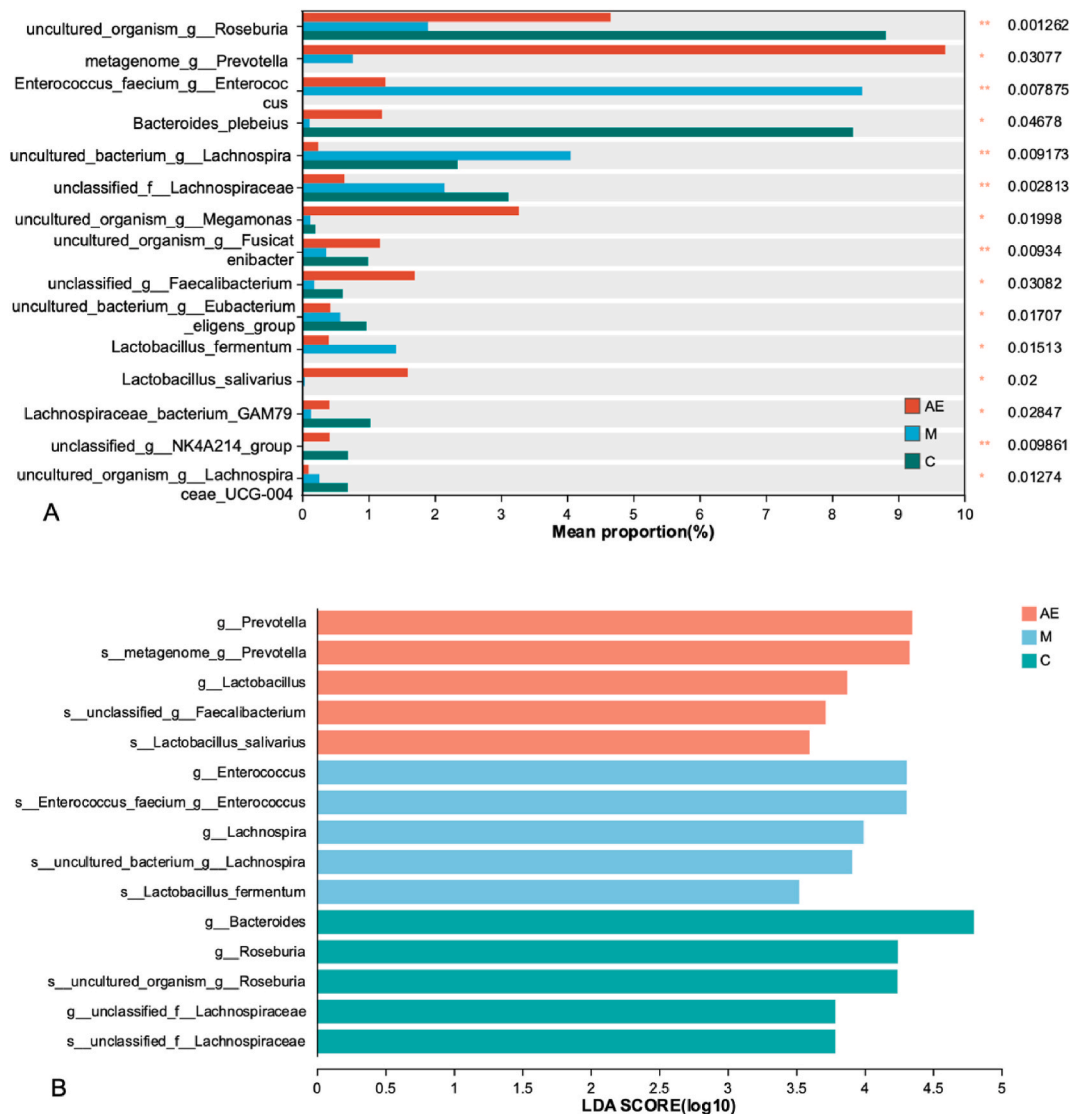 uncultured_organism_g__Roseburia
** 0.001262
metagenome_g__Prevotella
* 0.03077
Enterococcus_faecium_g__Enteroc oc
cus
** 0.007875
Bacteroides_plebeius
* 0.04678
uncultured_bacterium_g__Lachnospira
** 0.009173
unclassified_f__Lachnospiraceae
** 0.002813
uncultured_organism_g__Megamonas
* 0.01998
uncultured_organism_g__Fusicat
enibacter
** 0.00934
unclassified_g__Faecalibacterium
* 0.03082
uncultured_bacterium_g__Eubacterium
_eligens_group
* 0.01707
Lactobacillus_fermentum
* 0.01513
Lactobacillus_salivarius
* 0.02
Lachnospiraceae_bacterium_GAM79
* 0.02847
unclassified_g__NK4A214_group
** 0.009861
uncultured_organism_g__Lachnospira
ceae_UCG-004
* 0.01274
AE
M
C
0 1 2 3 4 5 6 7 8 9 10
Mean proportion(%)
A
g__Prevotella
s__metagenome_g__Prevotella
g__Lactobacillus
s__unclassified_g__Faecalibacterium
s__Lactobacillus_salivarius
g__Enterococcus
s__Enterococcus_faecium_g__Enterococcus
g__Lachnospira
s__uncultured_bacterium_g__Lachnospira
s__Lactobacillus_fermentum
g__Bacteroides
g__Roseburia
s__uncultured_organism_g__Roseburia
g__unclassified_f__Lachnospiraceae
s__unclassified_f__Lachnospiraceae
AE
M
C
0 0.5 1 1.5 2 2.5 3 3.5 4 4.5 5
LDA SCORE(log10)
B